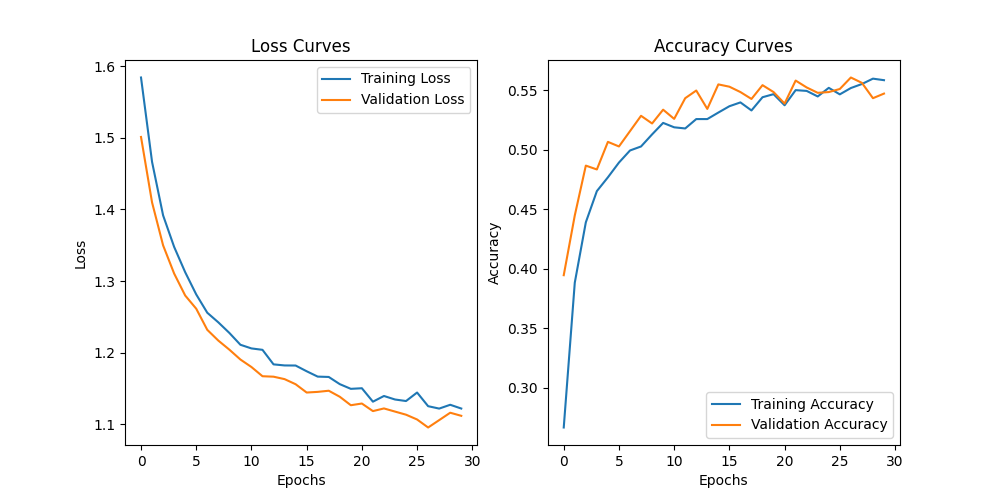 Loss Curves
1.6
1.5
1.4
1.3
1.2
1.1
Loss
0 5 10 15 20 25 30
Epochs
Training Loss
Validation Loss
Accuracy Curves
0.55
0.50
0.45
0.40
0.35
0.30
Accuracy
0 5 10 15 20 25 30
Epochs
Training Accuracy
Validation Accuracy